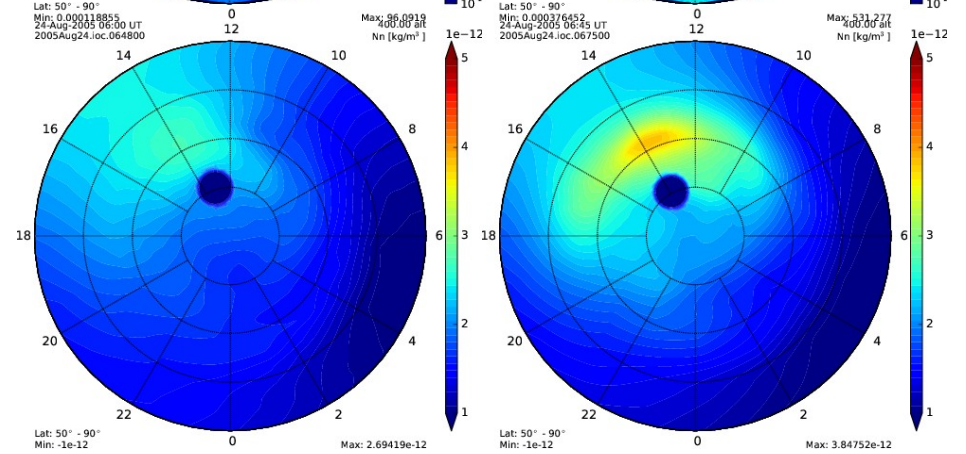 Lat: 50° - 90°
Min: 0.000118855
0
Max: 96.0919
24-Aug-2005 06:00 UT
2005Aug24.ioc.064800
12
400.00 alt
Nn [kg/m³ ]
1e−12
14
10
16
8
18
6
20
4
22
2
0
5
4
3
2
1
Lat: 50° - 90°
Min: -1e-12
Max: 2.69419e-12
Lat: 50° - 90°
Min: 0.000376452
0
Max: 531.277
24-Aug-2005 06:45 UT
2005Aug24.ioc.067500
12
400.00 alt
Nn [kg/m³ ]
1e−12
14
10
16
8
18
6
20
4
22
2
0
5
4
3
2
1
Lat: 50° - 90°
Min: -1e-12
Max: 3.84752e-12